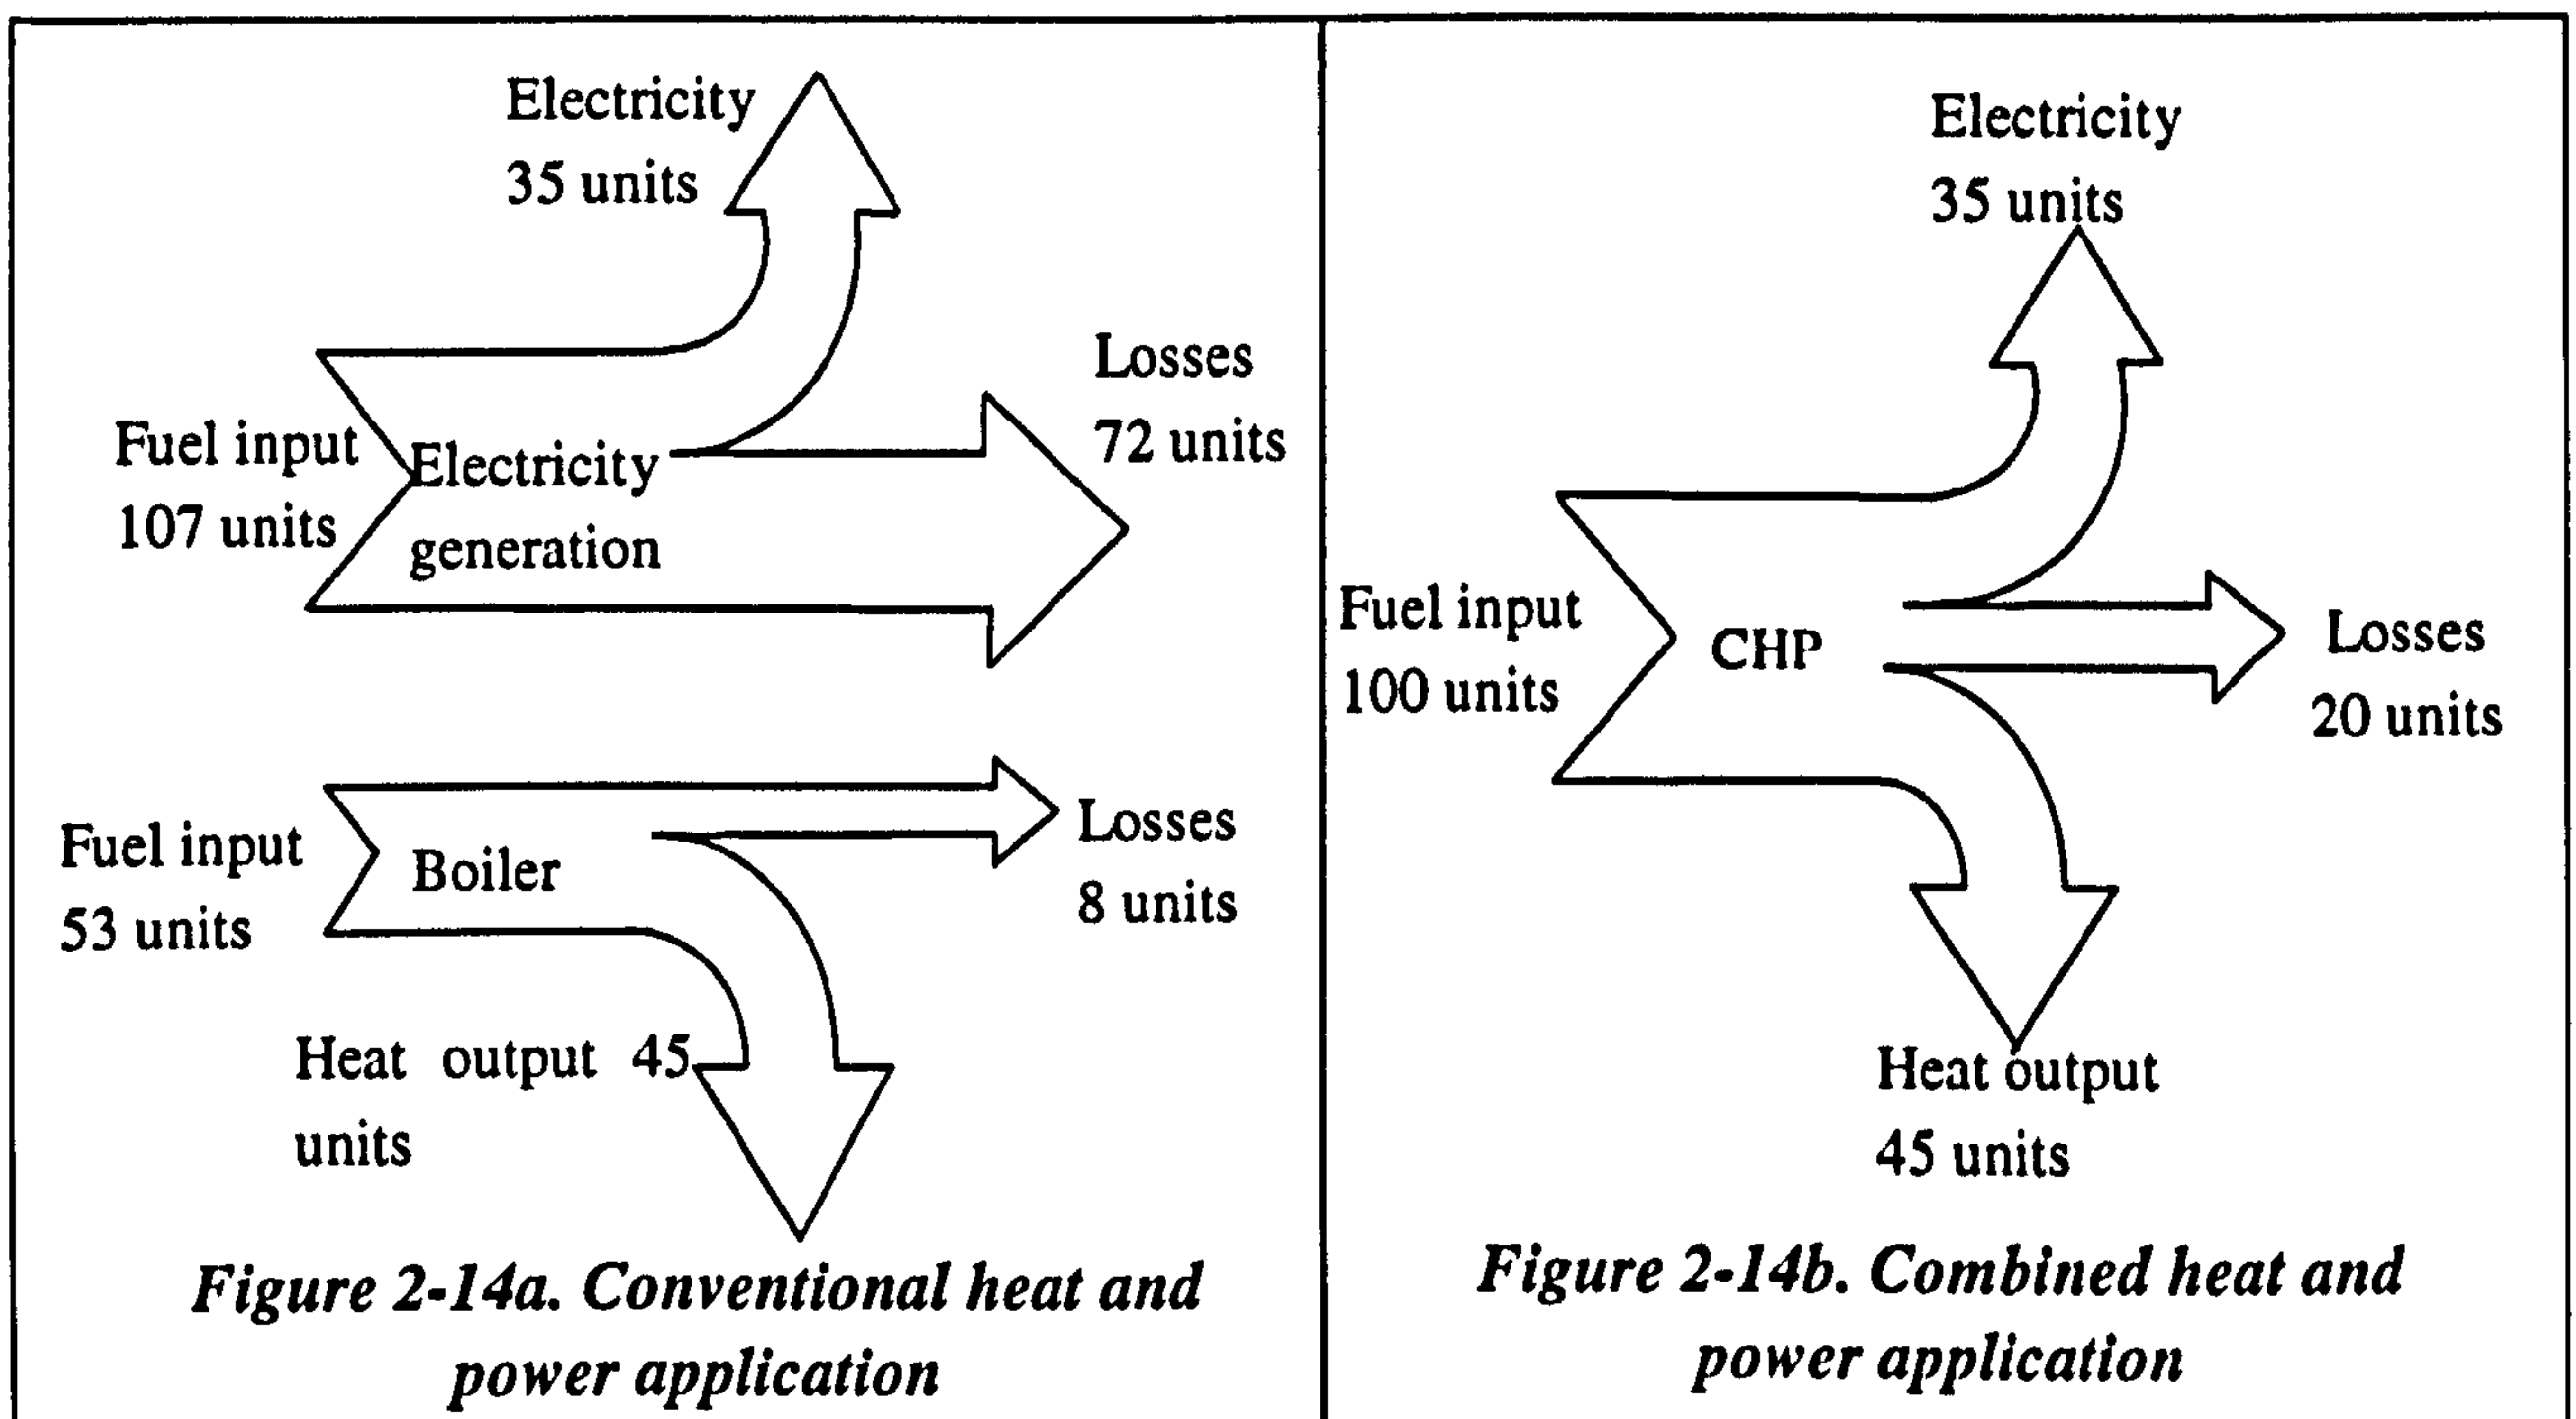 Electricity
35 units
Losses
72 units
Fuel input
107 units
Electricity
generation
Fuel input
53 units
Boiler
Losses
8 units
Heat output 45
units
Figure 2-14a. Conventional heat and
power application
Electricity
35 units
Fuel input
100 units
CHP
Losses
20 units
Heat output
45 units
Figure 2-14b. Combined heat and
power application